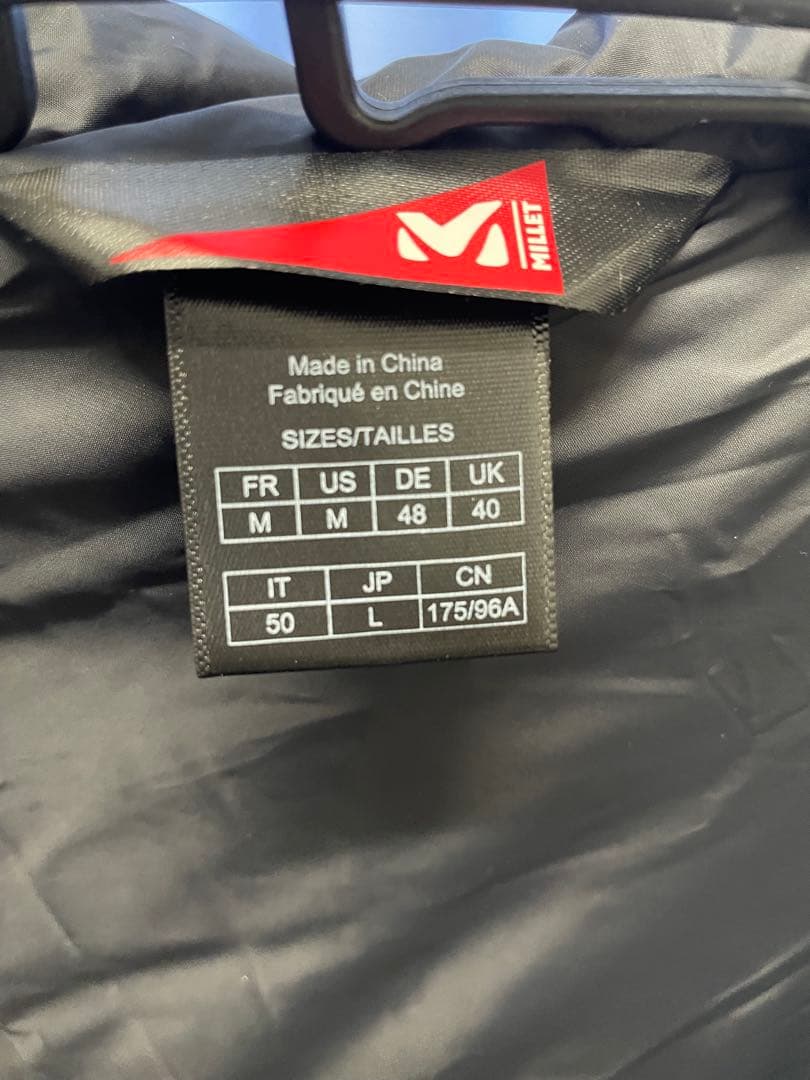 MILLET
Made in China
Fabriqué en Chine
SIZES/TAILLES
FR US DE UK
M M 48 40
IT JP CN
50 L 175/96A